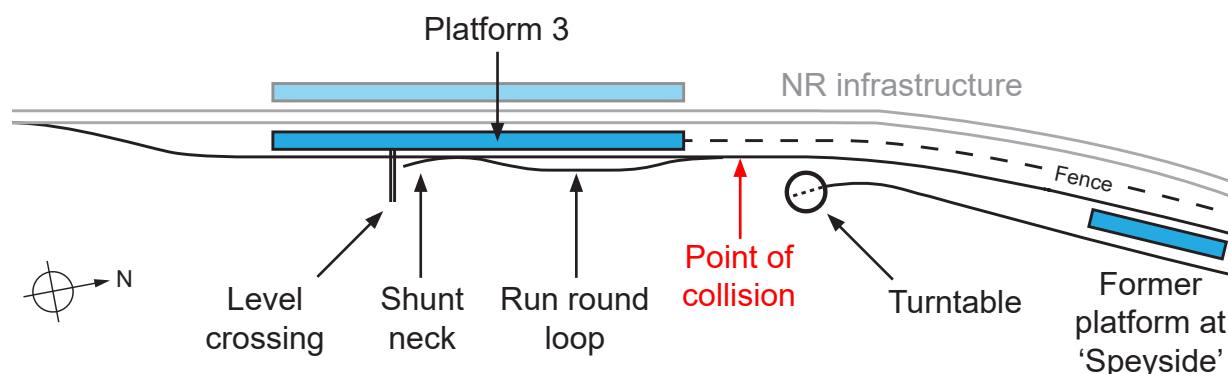 Platform 3
NR infrastructure
Fence
N
Level
crossing
Shunt
neck
Run round
loop
Point of
collision
Turntable
Former
platform at
‘Speyside’